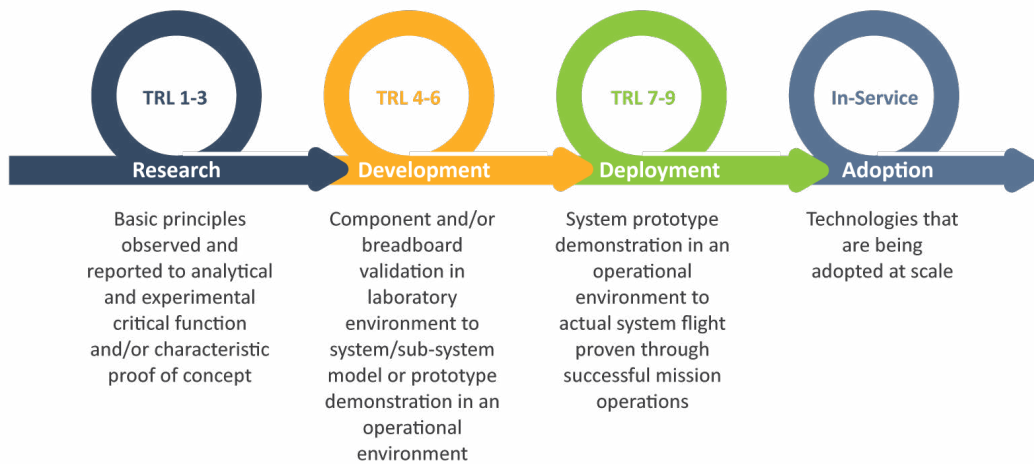 TRL 1-3
Research
Basic principles
observed and
reported to analytical
and experimental
critical function
and/or characteristic
proof of concept
TRL 4-6
Development
Component and/or
breadboard
validation in
laboratory
environment to
system/sub-system
model or prototype
demonstration in an
operational
environment
TRL 7-9
Deployment
System prototype
demonstration in an
operational
environment to
actual system flight
proven through
successful mission
operations
In-Service
Adoption
Technologies that
are being
adopted at scale